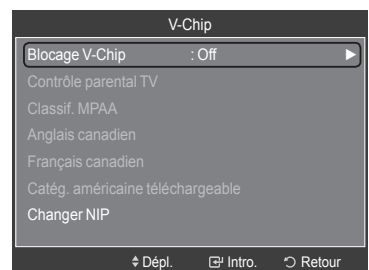 V-Chip
Blocage V-Chip : Off
Contrôle parental TV
Classif. MPAA
Anglais canadien
Français canadien
Catég. américaine téléchargeable
Changer NIP
Dépl. Intro. Retour